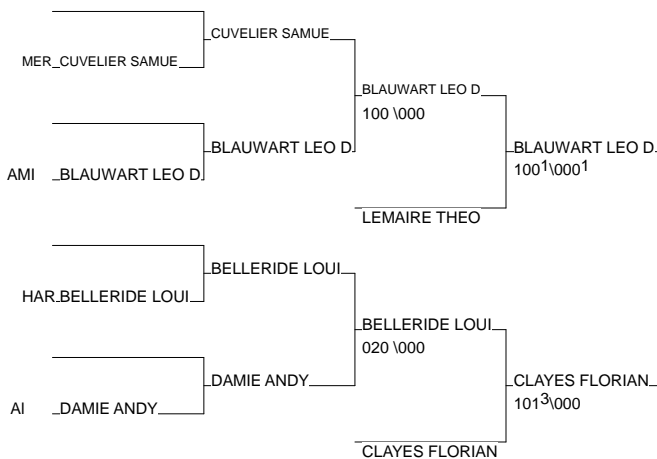 CUVELIER SAMUE
MER CUVELIER SAMUE
BLAUWART LEO D
100 \000
BLAUWART LEO D
BLAUWART LEO D.
100¹\000¹
AMI BLAUWART LEO D
LEMAIRE THEO
BELLERIDE LOUI
HAR BELLERIDE LOUI
BELLERIDE LOUI
020 \000
DAMIE ANDY
CLAYES FLORIAN
101³\000
AI DAMIE ANDY
CLAYES FLORIAN